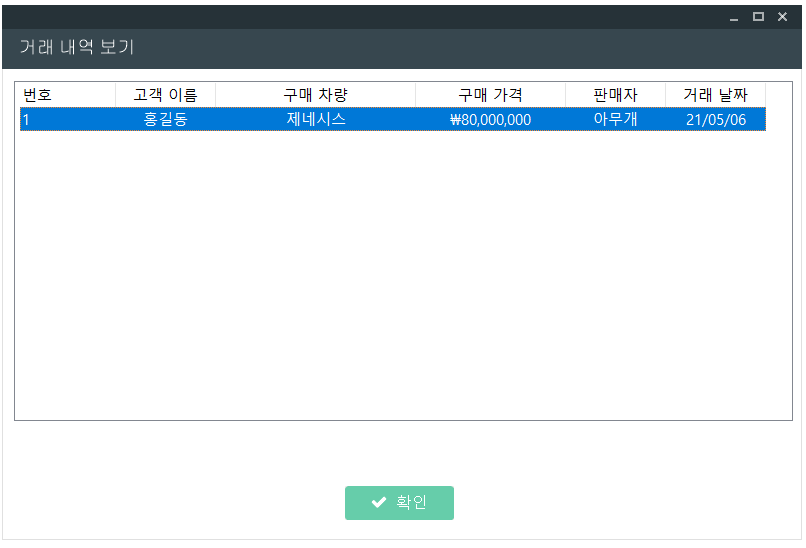 거래 내역 보기
번호 고객 이름 구매 차량 구매 가격 판매자 거래 날짜
1 홍길동 제네시스 ₩80,000,000 아무개 21/05/06
확인